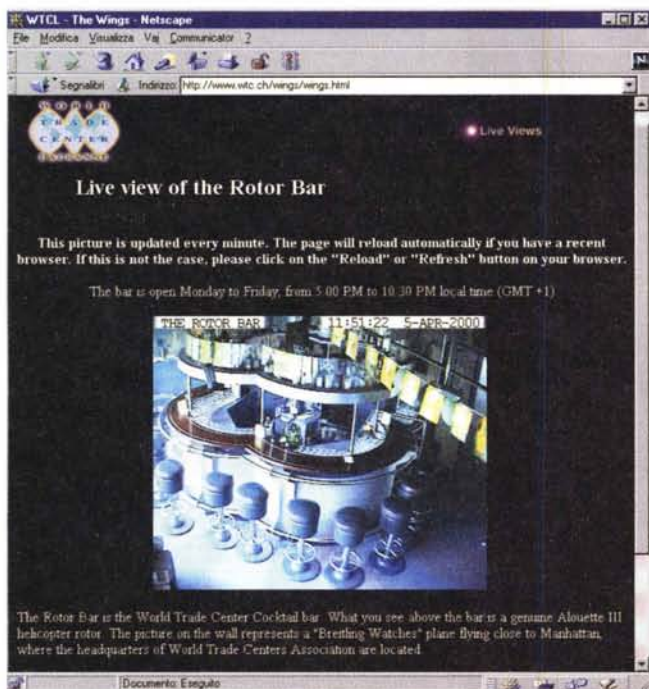 WTCL - The Wings - Netscape
File Modifica Visualizza Vai Communicator ?
Segnalibri Indirizzo: http://www.wtc.ch/wings/wings.html
WORLD
TRADE
CENTER
LAUSANNE
Live Views
Live view of the Rotor Bar
This picture is updated every minute. The page will reload automatically if you have a recent
browser. If this is not the case, please click on the "Reload" or "Refresh" button on your browser.
The bar is open Monday to Friday, from 5.00 PM to 10.30 PM local time (GMT +1)
THE ROTOR BAR 11:51:22 5-APR-2000
The Rotor Bar is the World Trade Center Cocktail bar. What you see above the bar is a genuine Alouette III
helicopter rotor. The picture on the wall represents a "Breitling Watches" plane flying close to Manhattan,
where the headquarters of World Trade Centers Association are located.
Documento: Eseguito